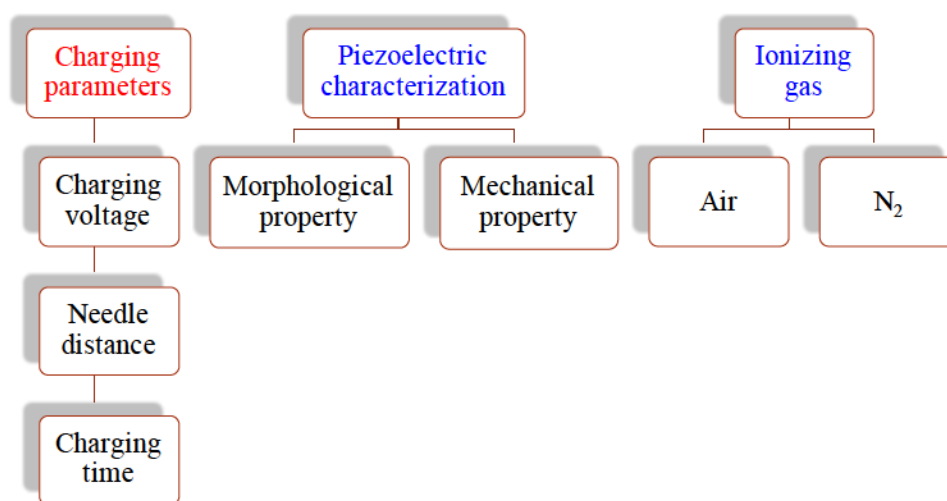 Charging
parameters
Charging
voltage
Needle
distance
Charging
time
Piezoelectric
characterization
Morphological
property
Mechanical
property
Ionizing
gas
Air
N₂